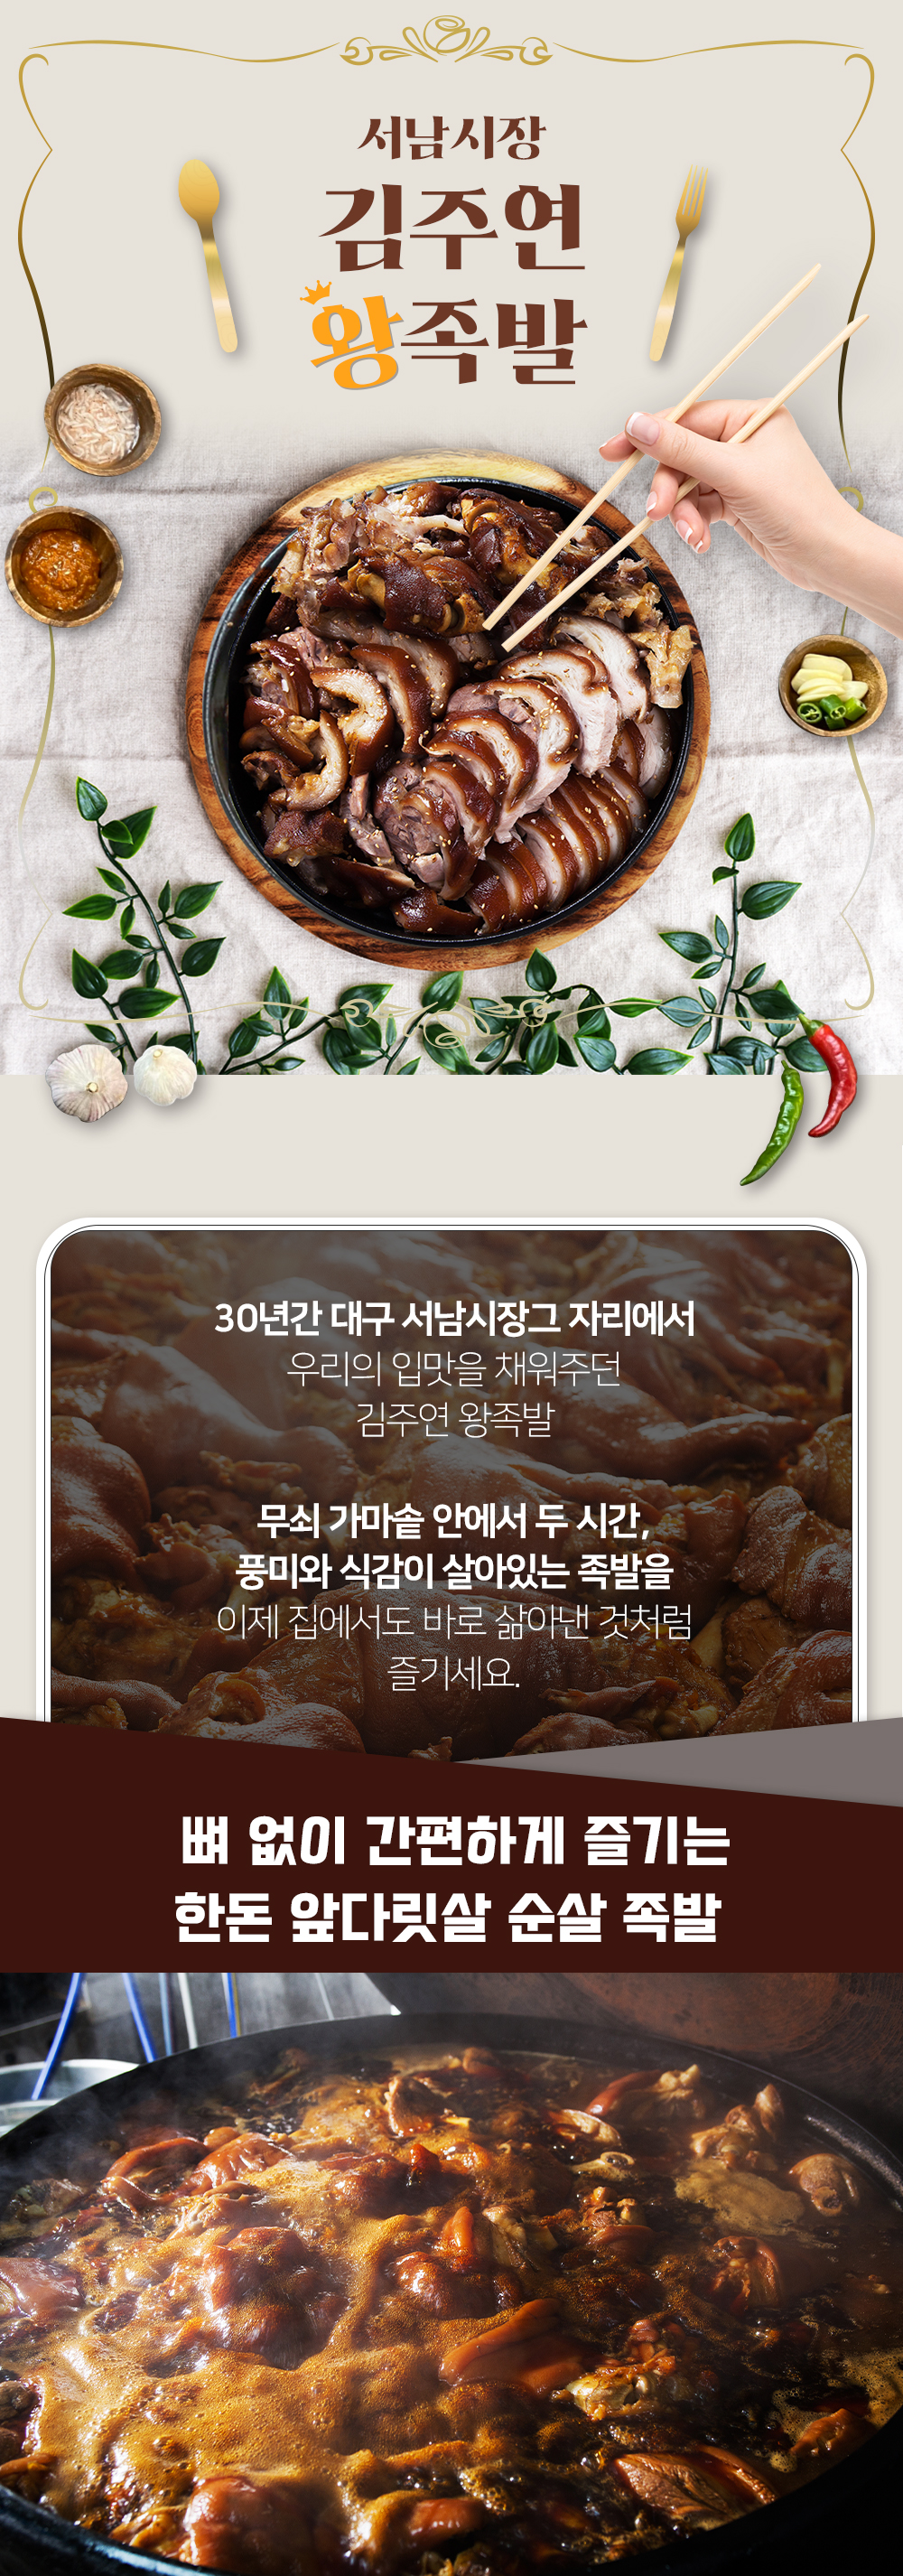 서남시장
김주연
왕족발
30년간 대구 서남시장그 자리에서
우리의 입맛을 채워주던
김주연 왕족발
무쇠 가마솥 안에서 두 시간,
풍미와 식감이 살아있는 족발을
이제 집에서도 바로 삶아낸 것처럼
즐기세요.
뼈 없이 간편하게 즐기는
한돈 앞다릿살 순살 족발